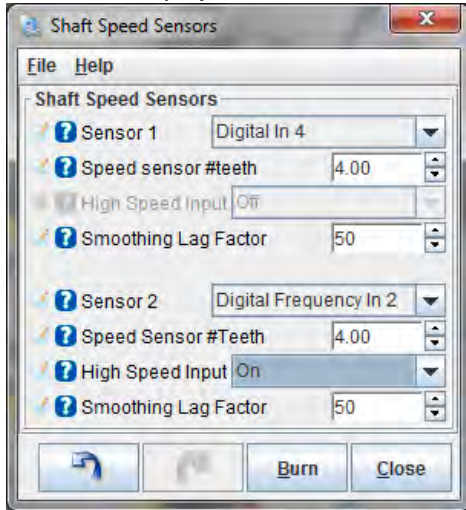 Shaft Speed Sensors
File Help
Shaft Speed Sensors
? Sensor 1 Digital In 4
? Speed sensor #teeth 4.00
? High Speed Input Off
? Smoothing Lag Factor 50
? Sensor 2 Digital Frequency In 2
? Speed Sensor #Teeth 4.00
? High Speed Input On
? Smoothing Lag Factor 50
Burn Close